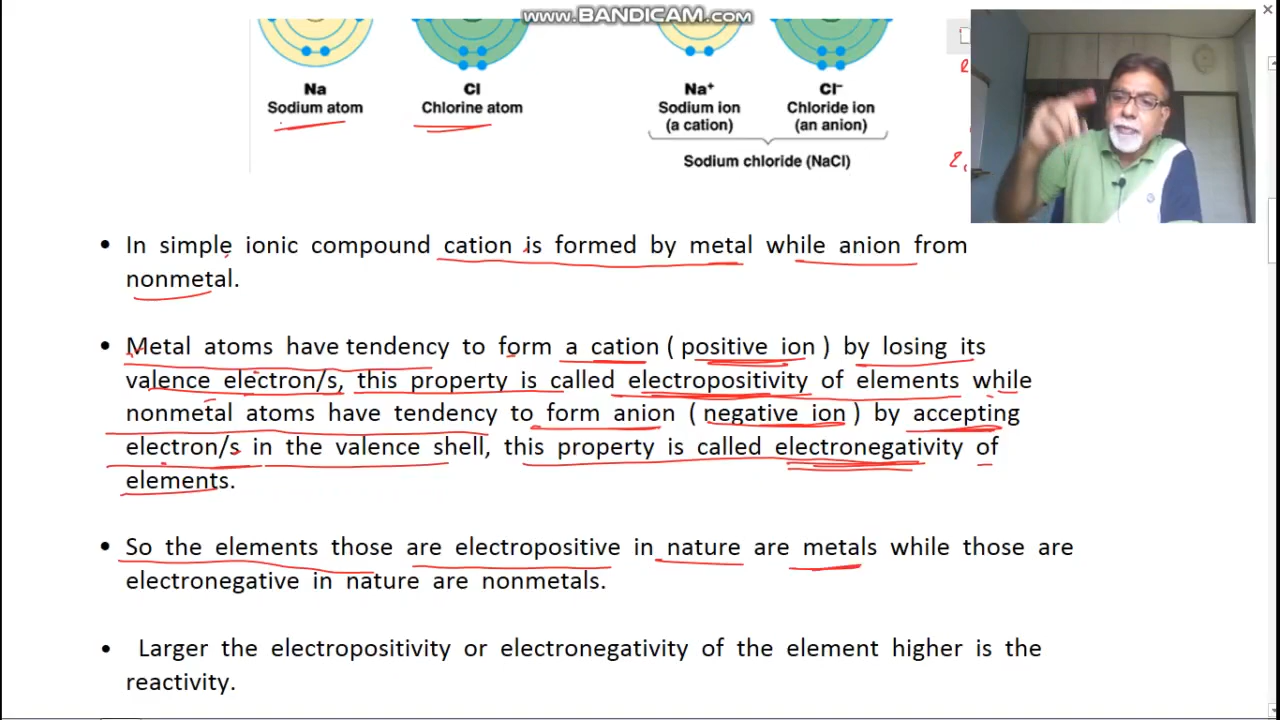 www.BANDICAM.com
Na
Sodium atom
Cl
Chlorine atom
Na⁺
Sodium ion
(a cation)
Cl⁻
Chloride ion
(an anion)
Sodium chloride (NaCl)
• In simple ionic compound cation is formed by metal while anion from
nonmetal.
• Metal atoms have tendency to form a cation ( positive ion ) by losing its
valence electron/s, this property is called electropositivity of elements while
nonmetal atoms have tendency to form anion ( negative ion ) by accepting
electron/s in the valence shell, this property is called electronegativity of
elements.
• So the elements those are electropositive in nature are metals while those are
electronegative in nature are nonmetals.
• Larger the electropositivity or electronegativity of the element higher is the
reactivity.